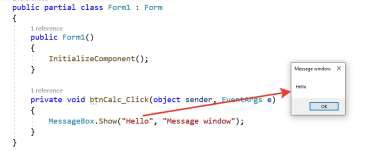 public partial class Form1 : Form
{
1 reference
public Form1()
{
InitializeComponent();
}
1 reference
private void btnCalc_Click(object sender, EventArgs e)
{
MessageBox.Show("Hello", "Message window");
}
}
Message window
Hello
OK